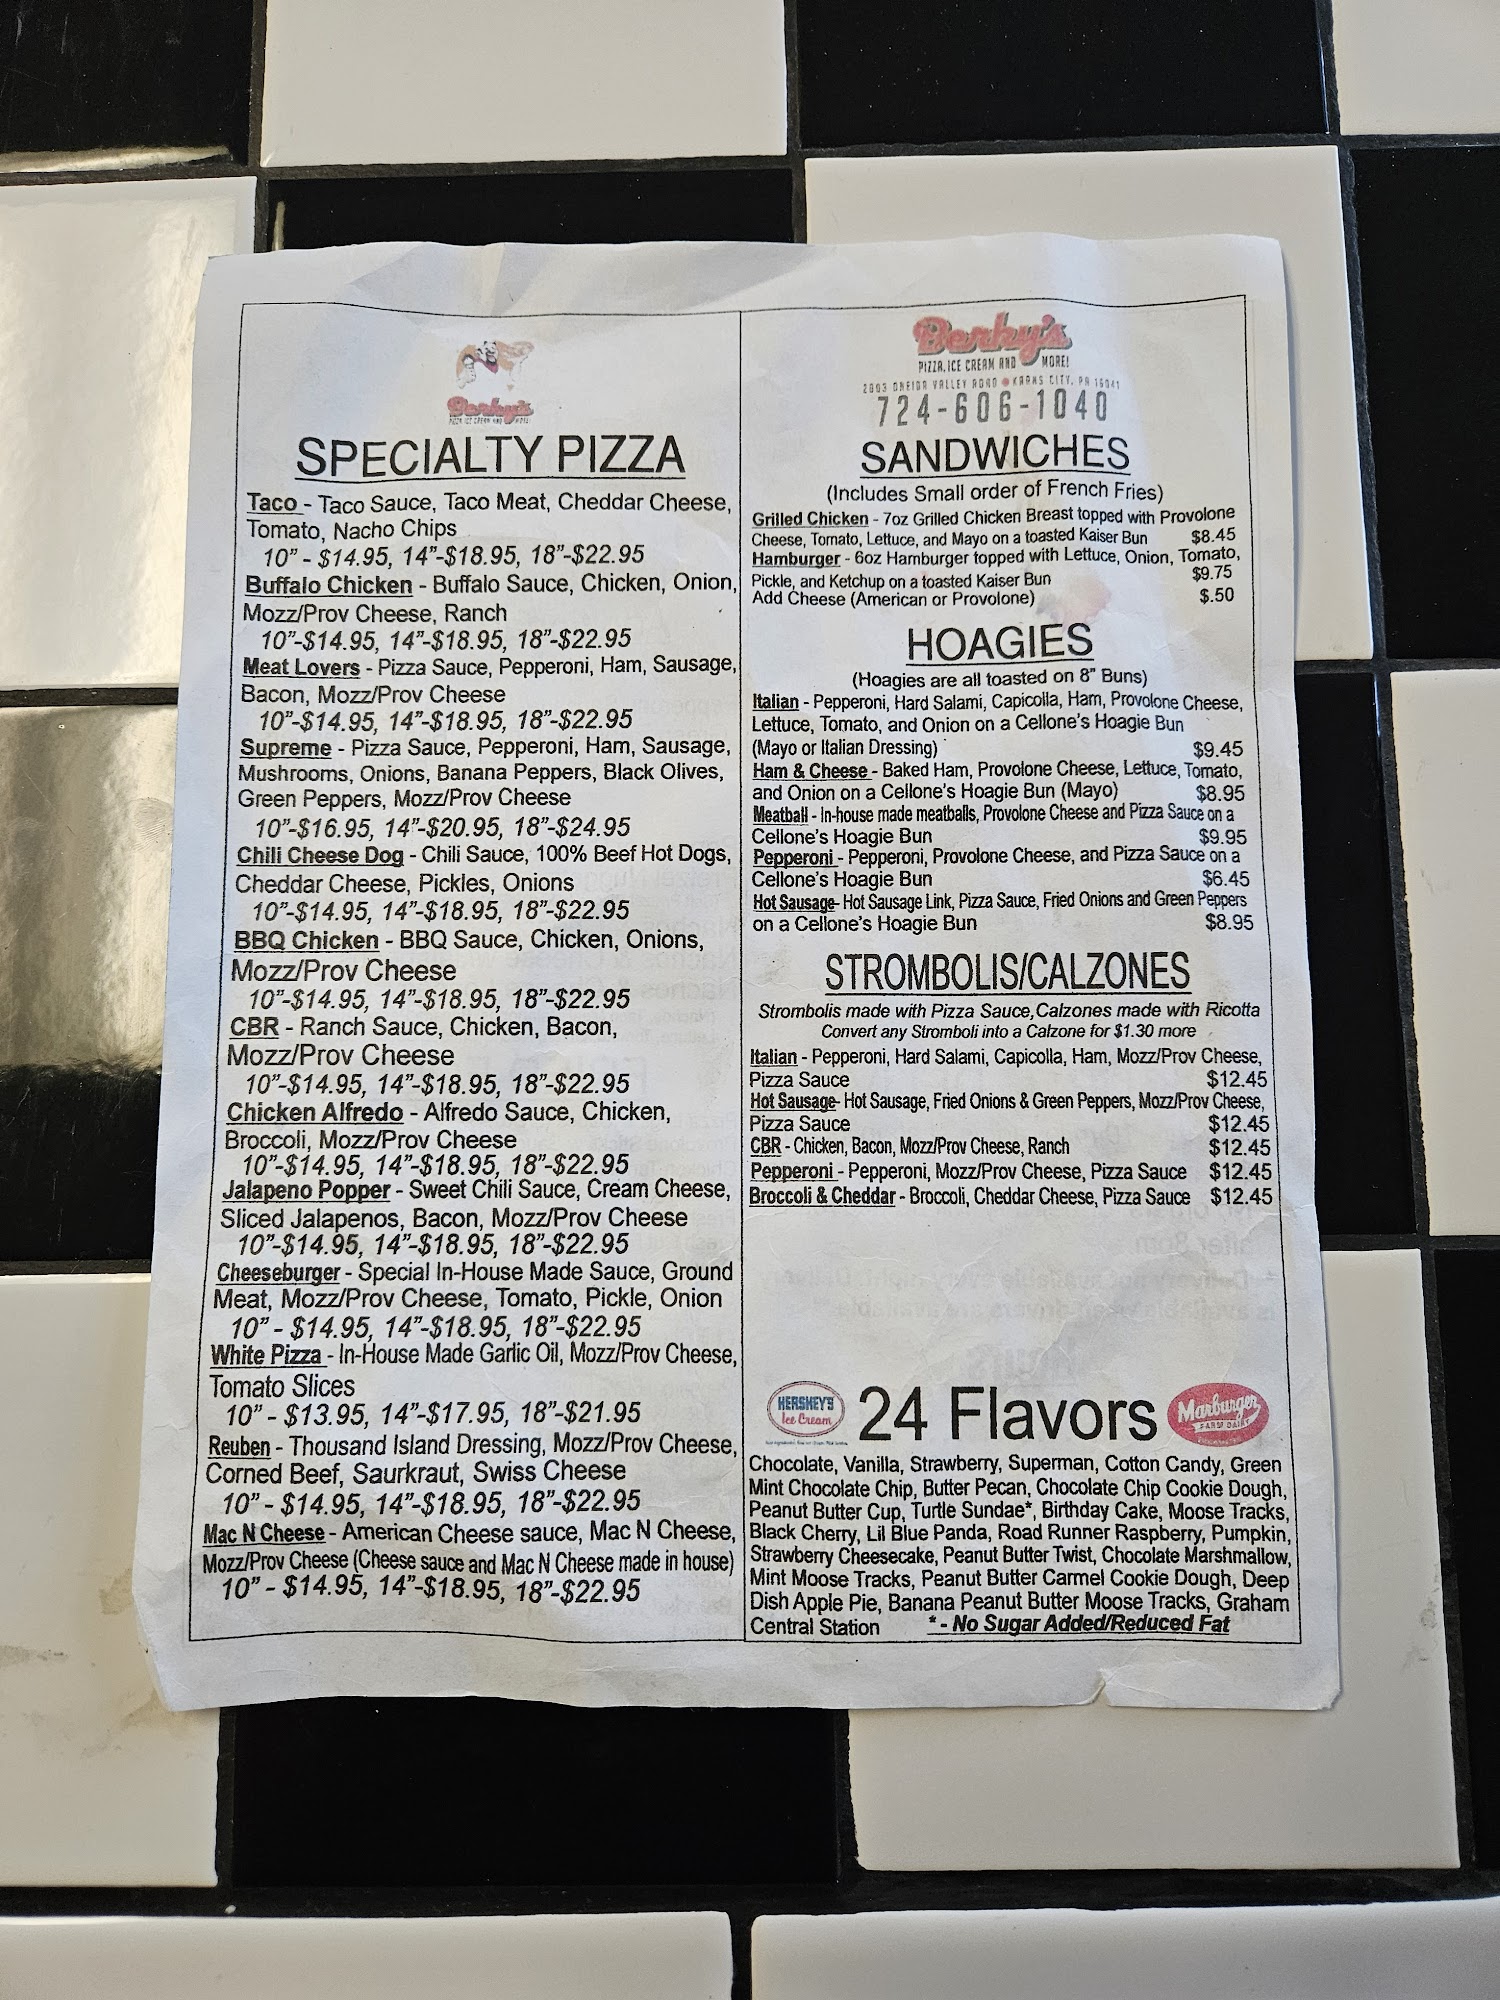 Derky's
PIZZA, ICE CREAM AND MORE!
SPECIALTY PIZZA
Taco - Taco Sauce, Taco Meat, Cheddar Cheese,
Tomato, Nacho Chips
10” - $14.95, 14”-$18.95, 18”-$22.95
Buffalo Chicken - Buffalo Sauce, Chicken, Onion,
Mozz/Prov Cheese, Ranch
10”-$14.95, 14”-$18.95, 18”-$22.95
Meat Lovers - Pizza Sauce, Pepperoni, Ham, Sausage,
Bacon, Mozz/Prov Cheese
10”-$14.95, 14”-$18.95, 18”-$22.95
Supreme - Pizza Sauce, Pepperoni, Ham, Sausage,
Mushrooms, Onions, Banana Peppers, Black Olives,
Green Peppers, Mozz/Prov Cheese
10”-$16.95, 14”-$20.95, 18”-$24.95
Chili Cheese Dog - Chili Sauce, 100% Beef Hot Dogs,
Cheddar Cheese, Pickles, Onions
10”-$14.95, 14”-$18.95, 18”-$22.95
BBQ Chicken - BBQ Sauce, Chicken, Onions,
Mozz/Prov Cheese
10”-$14.95, 14”-$18.95, 18”-$22.95
CBR - Ranch Sauce, Chicken, Bacon,
Mozz/Prov Cheese
10”-$14.95, 14”-$18.95, 18”-$22.95
Chicken Alfredo - Alfredo Sauce, Chicken,
Broccoli, Mozz/Prov Cheese
10”-$14.95, 14”-$18.95, 18”-$22.95
Jalapeno Popper - Sweet Chili Sauce, Cream Cheese,
Sliced Jalapenos, Bacon, Mozz/Prov Cheese
10”-$14.95, 14”-$18.95, 18”-$22.95
Cheeseburger - Special In-House Made Sauce, Ground
Meat, Mozz/Prov Cheese, Tomato, Pickle, Onion
10” - $14.95, 14”-$18.95, 18”-$22.95
White Pizza - In-House Made Garlic Oil, Mozz/Prov Cheese,
Tomato Slices
10” - $13.95, 14”-$17.95, 18”-$21.95
Reuben - Thousand Island Dressing, Mozz/Prov Cheese,
Corned Beef, Saurkraut, Swiss Cheese
10” - $14.95, 14”-$18.95, 18”-$22.95
Mac N Cheese - American Cheese sauce, Mac N Cheese,
Mozz/Prov Cheese (Cheese sauce and Mac N Cheese made in house)
10” - $14.95, 14”-$18.95, 18”-$22.95
Derky's
PIZZA, ICE CREAM AND MORE!
2003 ONEIDA VALLEY ROAD KARNS CITY, PA 16041
724-606-1040
SANDWICHES
(Includes Small order of French Fries)
Grilled Chicken - 7oz Grilled Chicken Breast topped with Provolone
Cheese, Tomato, Lettuce, and Mayo on a toasted Kaiser Bun $8.45
Hamburger - 6oz Hamburger topped with Lettuce, Onion, Tomato,
Pickle, and Ketchup on a toasted Kaiser Bun $9.75
Add Cheese (American or Provolone) $.50
HOAGIES
(Hoagies are all toasted on 8” Buns)
Italian - Pepperoni, Hard Salami, Capicolla, Ham, Provolone Cheese,
Lettuce, Tomato, and Onion on a Cellone's Hoagie Bun
(Mayo or Italian Dressing) $9.45
Ham & Cheese - Baked Ham, Provolone Cheese, Lettuce, Tomato,
and Onion on a Cellone's Hoagie Bun (Mayo) $8.95
Meatball - In-house made meatballs, Provolone Cheese and Pizza Sauce on a
Cellone's Hoagie Bun $9.95
Pepperoni - Pepperoni, Provolone Cheese, and Pizza Sauce on a
Cellone's Hoagie Bun $6.45
Hot Sausage- Hot Sausage Link, Pizza Sauce, Fried Onions and Green Peppers
on a Cellone's Hoagie Bun $8.95
STROMBOLIS/CALZONES
Strombolis made with Pizza Sauce,Calzones made with Ricotta
Convert any Stromboli into a Calzone for $1.30 more
Italian - Pepperoni, Hard Salami, Capicolla, Ham, Mozz/Prov Cheese,
Pizza Sauce $12.45
Hot Sausage- Hot Sausage, Fried Onions & Green Peppers, Mozz/Prov Cheese,
Pizza Sauce $12.45
CBR - Chicken, Bacon, Mozz/Prov Cheese, Ranch $12.45
Pepperoni - Pepperoni, Mozz/Prov Cheese, Pizza Sauce $12.45
Broccoli & Cheddar - Broccoli, Cheddar Cheese, Pizza Sauce $12.45
HERSHEY'S
Ice Cream
24 Flavors
Marburger
FARM DAIRY
Chocolate, Vanilla, Strawberry, Superman, Cotton Candy, Green
Mint Chocolate Chip, Butter Pecan, Chocolate Chip Cookie Dough,
Peanut Butter Cup, Turtle Sundae*, Birthday Cake, Moose Tracks,
Black Cherry, Lil Blue Panda, Road Runner Raspberry, Pumpkin,
Strawberry Cheesecake, Peanut Butter Twist, Chocolate Marshmallow,
Mint Moose Tracks, Peanut Butter Carmel Cookie Dough, Deep
Dish Apple Pie, Banana Peanut Butter Moose Tracks, Graham
Central Station * - No Sugar Added/Reduced Fat